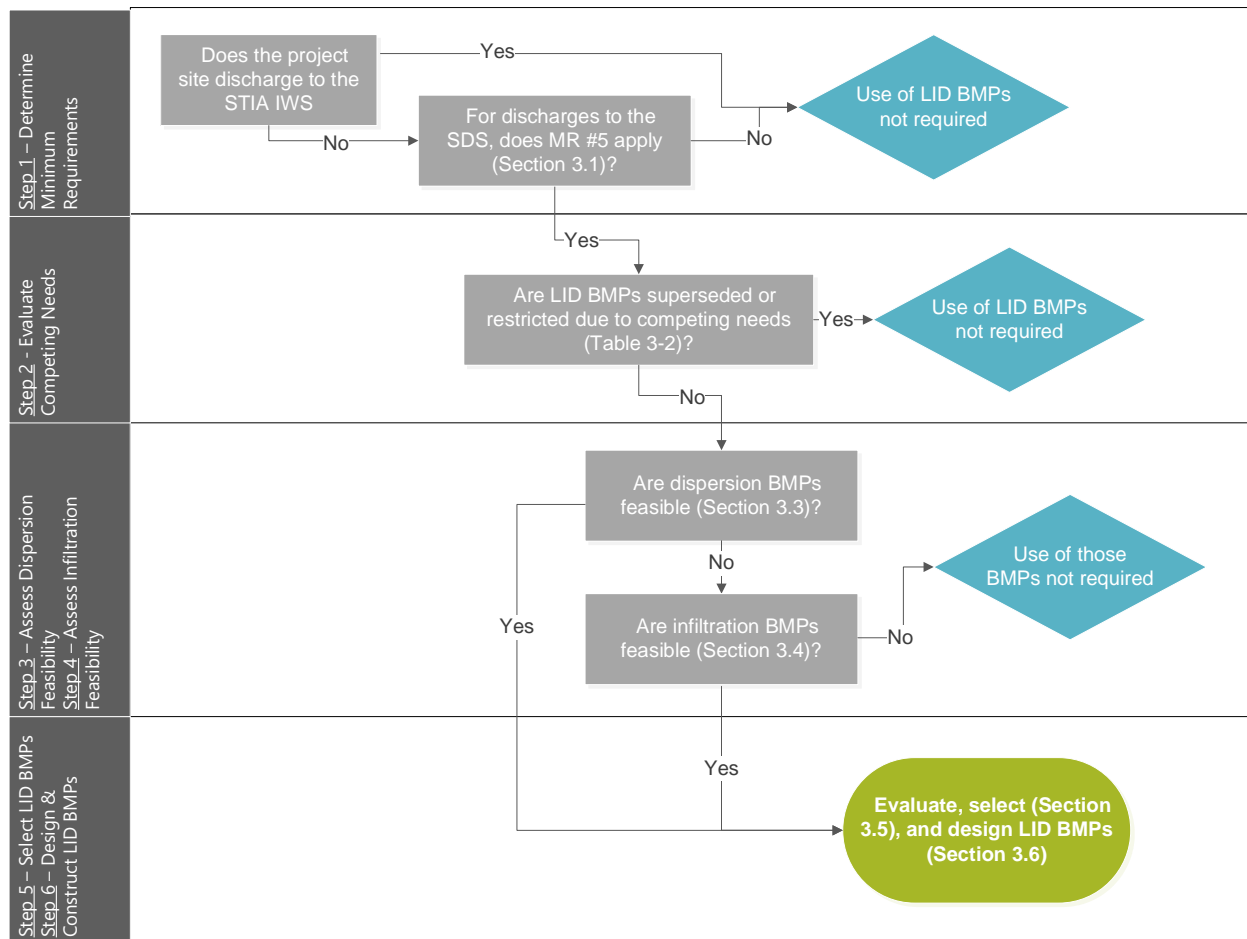 Step 1 – Determine
Minimum
Requirements
Does the project
site discharge to the
STIA IWS
Yes
No
For discharges to the
SDS, does MR #5 apply
(Section 3.1)?
No
Use of LID BMPs
not required
Yes
Step 2 - Evaluate
Competing Needs
Are LID BMPs superseded or
restricted due to competing needs
(Table 3-2)?
Yes
Use of LID BMPs
not required
No
Step 3 – Assess Dispersion
Feasibility
Step 4 – Assess Infiltration
Feasibility
Are dispersion BMPs
feasible (Section 3.3)?
No
Yes
Are infiltration BMPs
feasible (Section 3.4)?
No
Use of those
BMPs not required
Yes
Step 5 – Select LID BMPs
Step 6 – Design &
Construct LID BMPs
Evaluate, select (Section
3.5), and design LID BMPs
(Section 3.6)